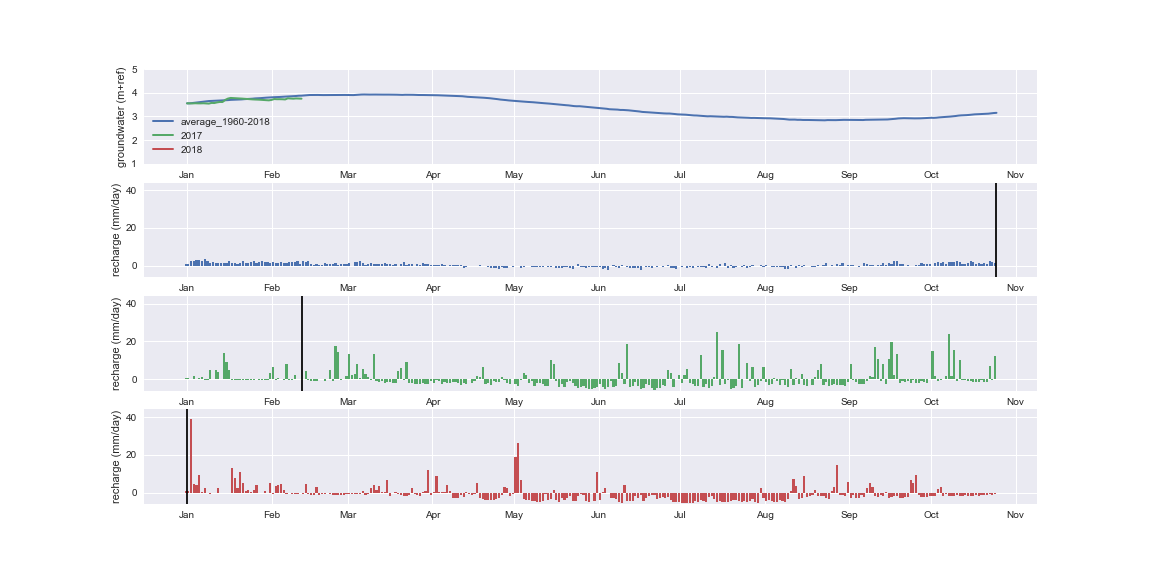 groundwater (m+ref)
5
4
3
2
1
average_1960-2018
2017
2018
Jan Feb Mar Apr May Jun Jul Aug Sep Oct Nov
recharge (mm/day)
40
20
0
Jan Feb Mar Apr May Jun Jul Aug Sep Oct Nov
recharge (mm/day)
40
20
0
Jan Feb Mar Apr May Jun Jul Aug Sep Oct Nov
recharge (mm/day)
40
20
0
Jan Feb Mar Apr May Jun Jul Aug Sep Oct Nov